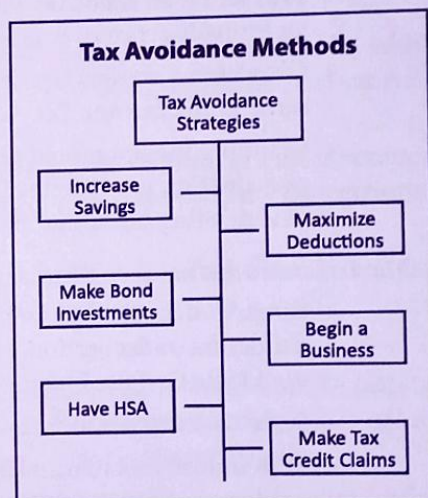 Tax Avoidance Methods
Tax Avoidance
Strategies
Increase
Savings
Maximize
Deductions
Make Bond
Investments
Begin a
Business
Have HSA
Make Tax
Credit Claims